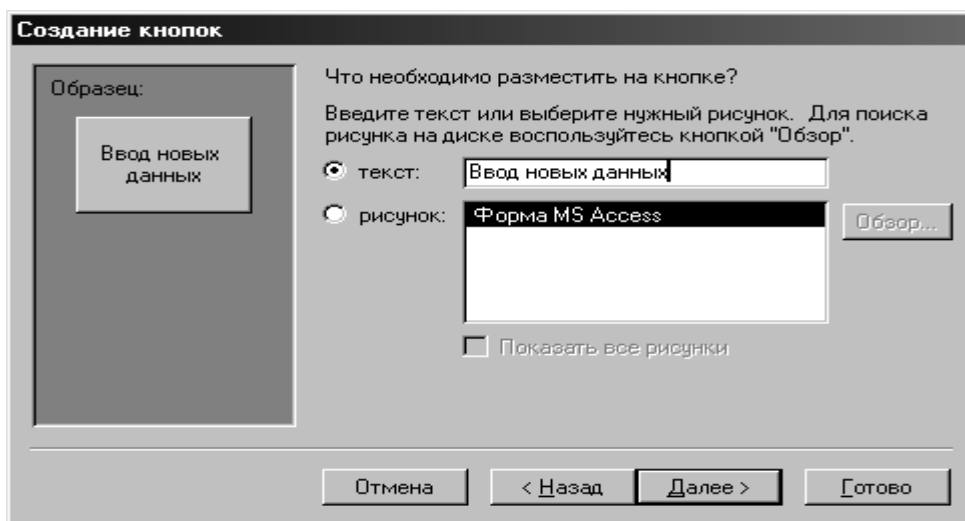 Создание кнопок
Образец:
Ввод новых
данных
Что необходимо разместить на кнопке?
Введите текст или выберите нужный рисунок. Для поиска
рисунка на диске воспользуйтесь кнопкой "Обзор".
текст: Ввод новых данных
рисунок: Форма MS Access Обзор...
Показать все рисунки
Отмена < Назад Далее > Готово